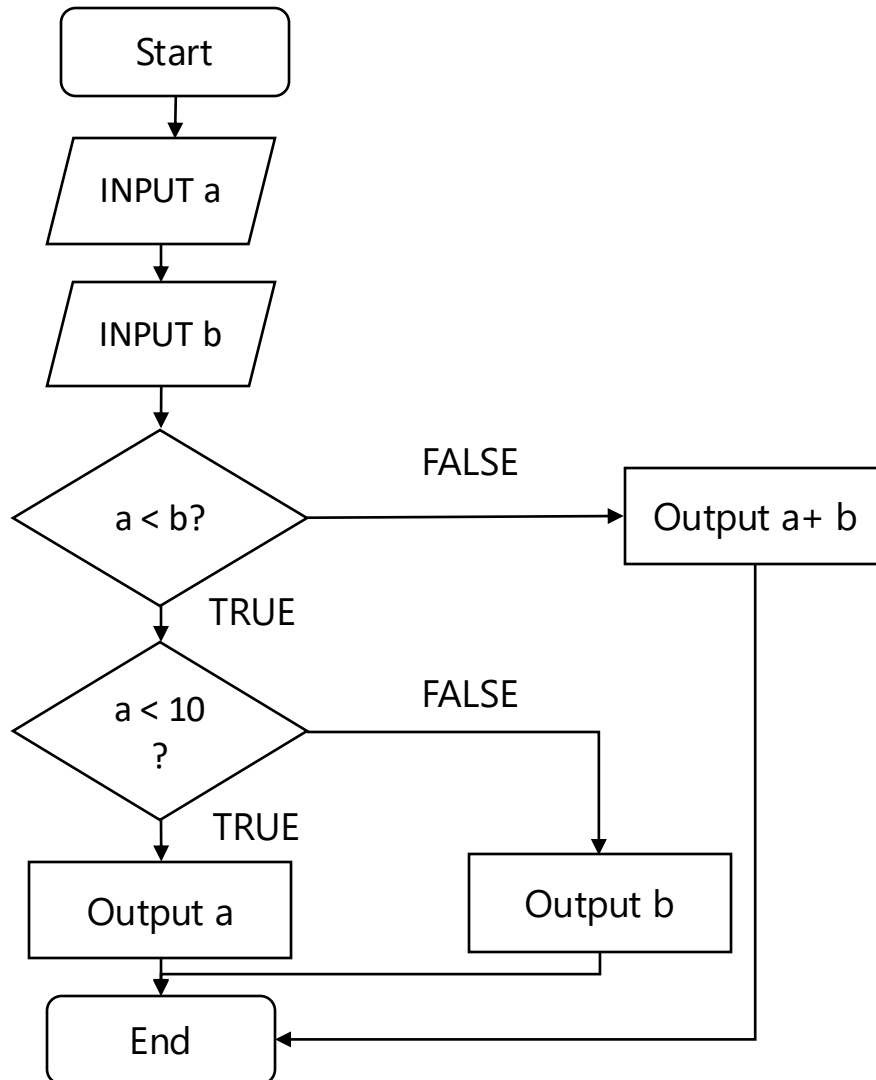 Start
INPUT a
INPUT b
a < b?
FALSE
Output a+ b
TRUE
a < 10
?
FALSE
TRUE
Output a
Output b
End